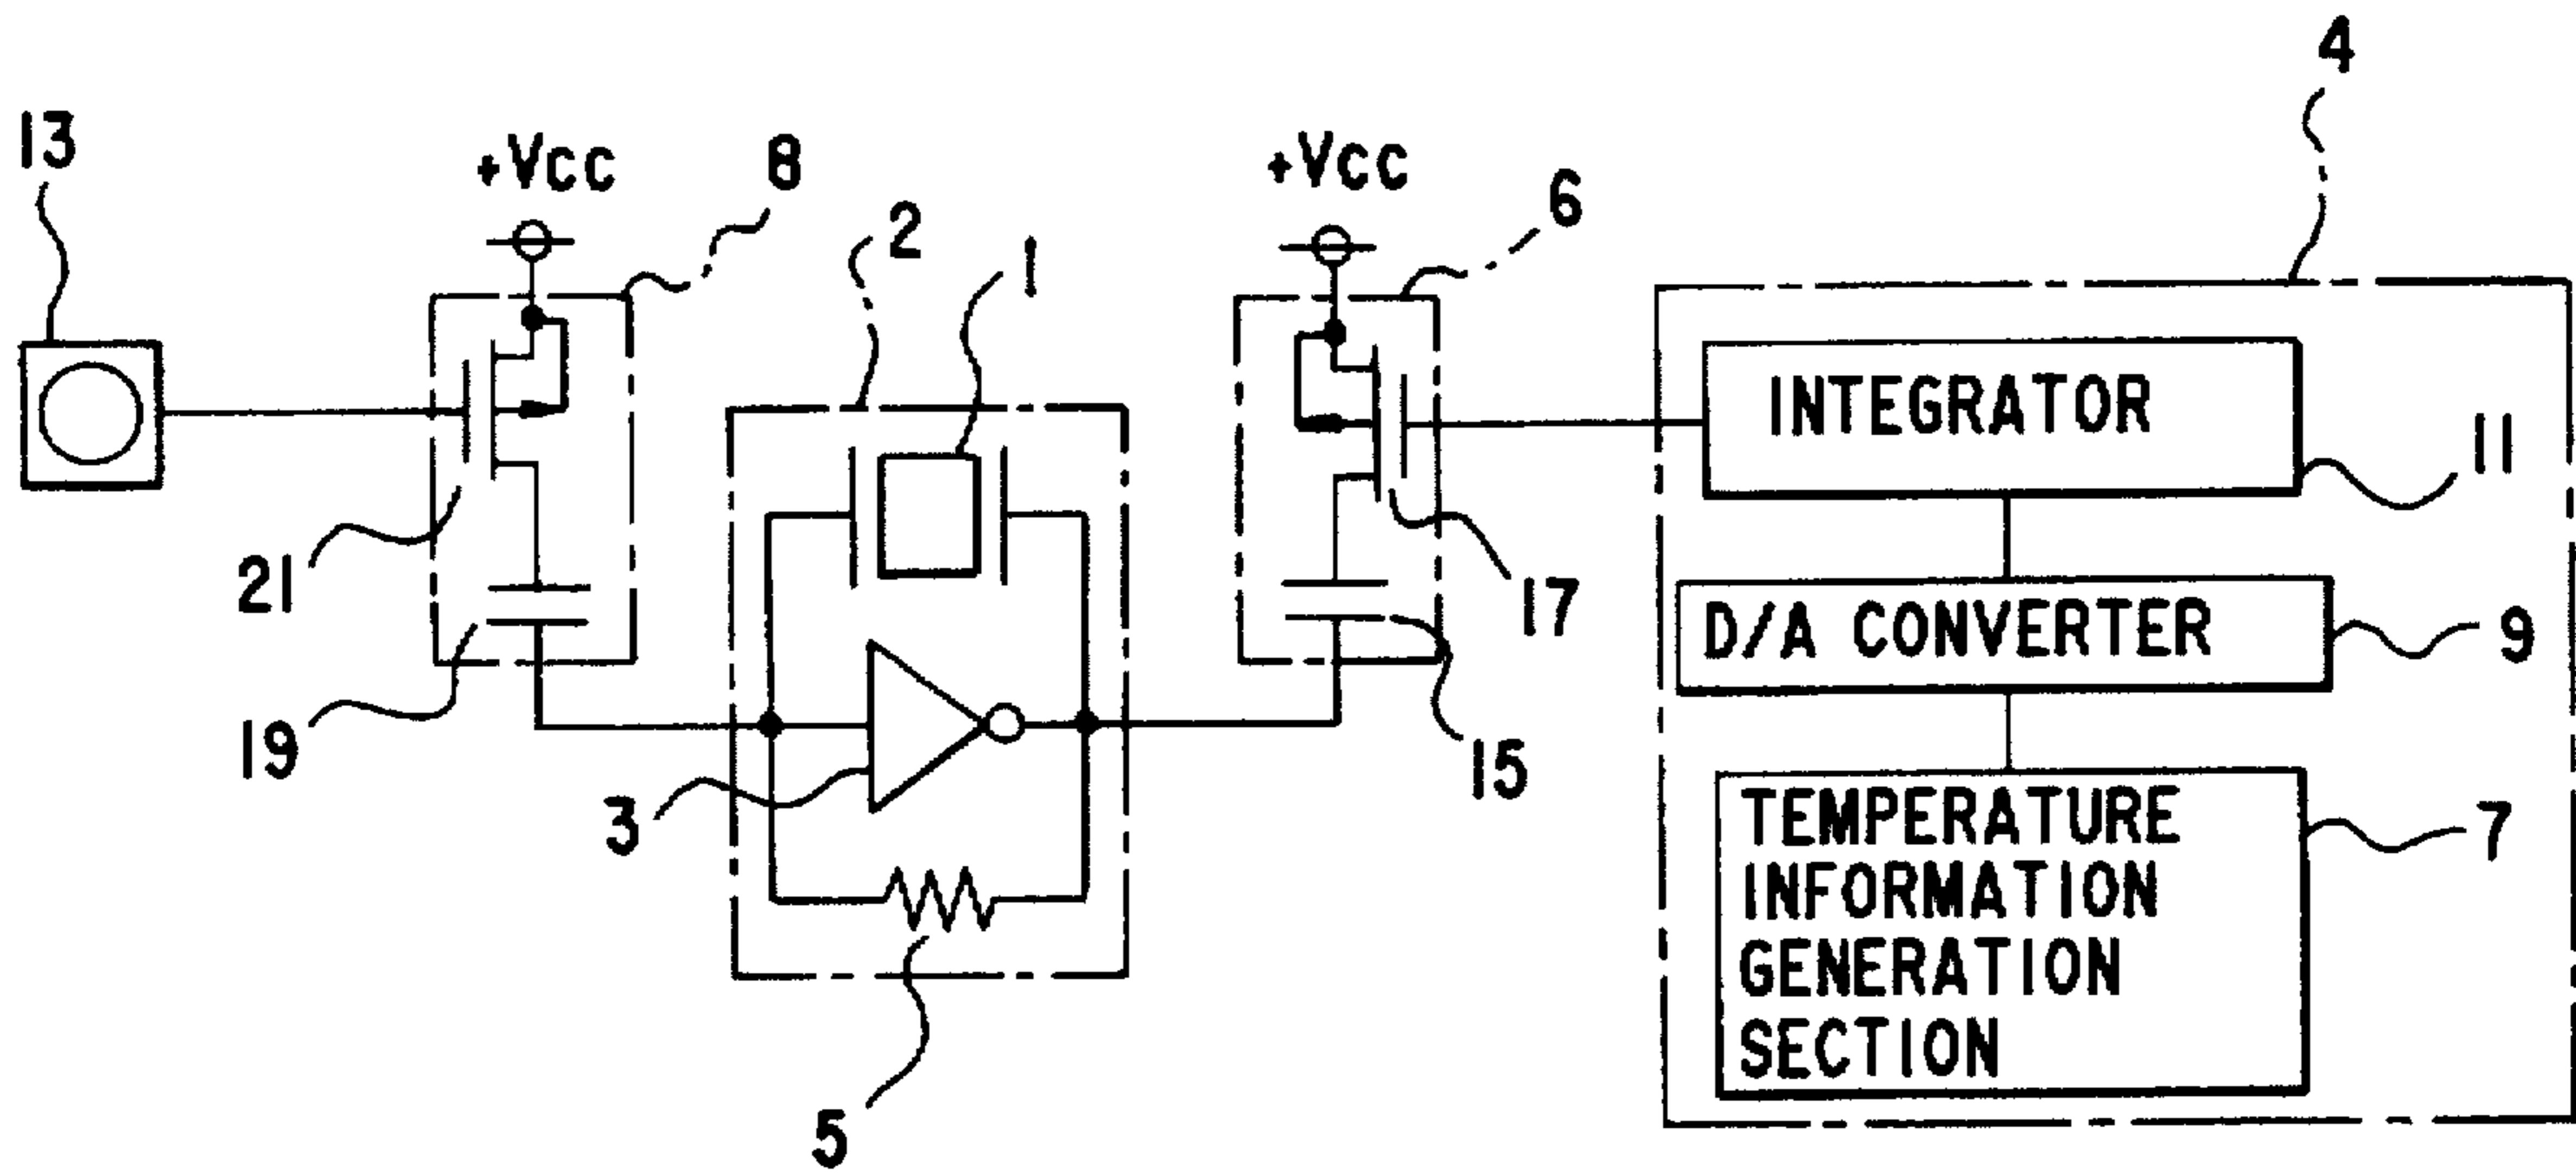 4
13
+VCC
8
2
1
+VCC
6
INTEGRATOR
11
21
17
D/A CONVERTER
9
19
3
15
TEMPERATURE
INFORMATION
GENERATION
SECTION
7
5